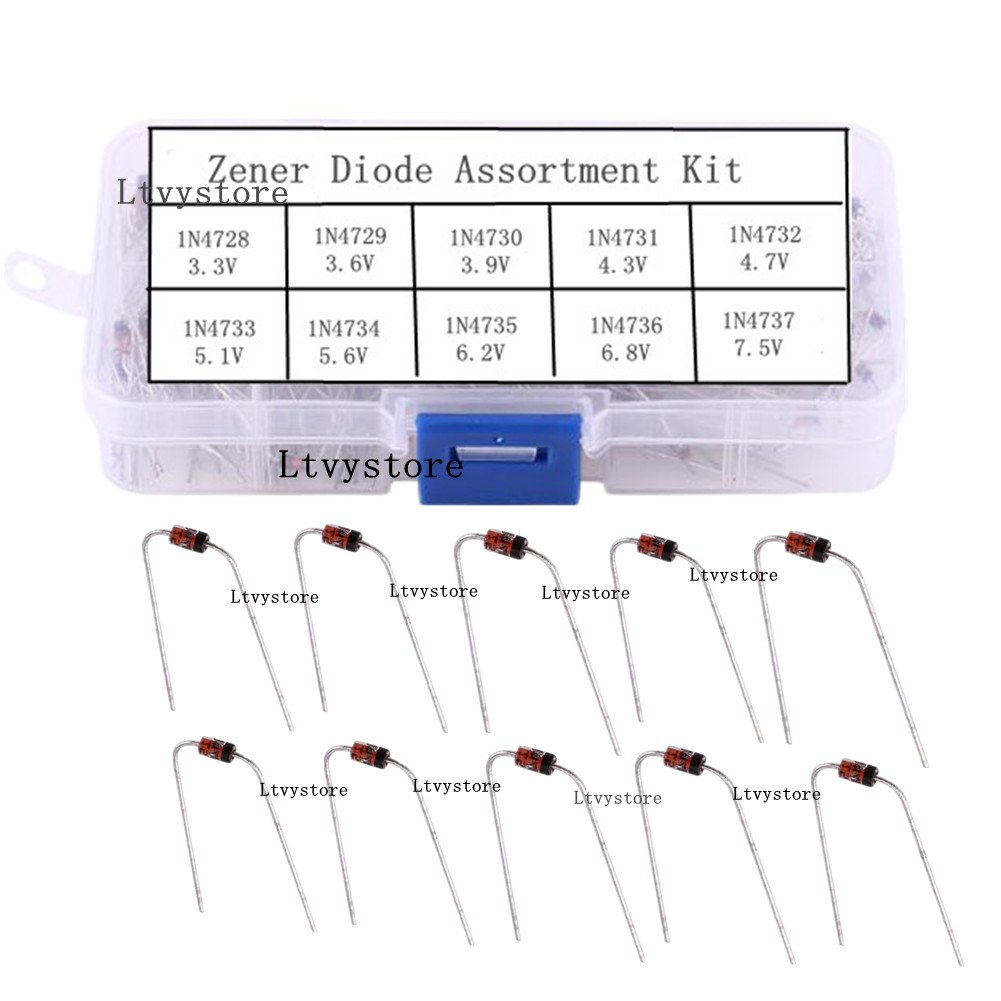 Zener Diode Assortment Kit
Ltvystore
1N4728 1N4729 1N4730 1N4731 1N4732
3.3V 3.6V 3.9V 4.3V 4.7V
1N4733 1N4734 1N4735 1N4736 1N4737
5.1V 5.6V 6.2V 6.8V 7.5V
Ltvystore
Ltvystore Ltvystore Ltvystore Ltvystore
Ltvystore Ltvystore Ltvystore Ltvystore